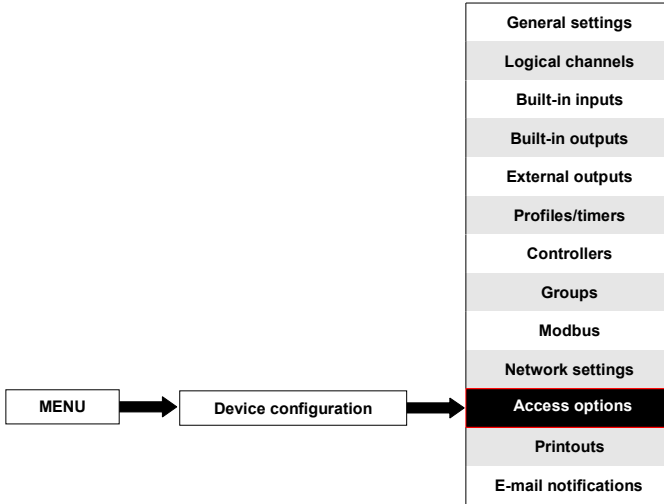 General settings
Logical channels
Built-in inputs
Built-in outputs
External outputs
Profiles/timers
Controllers
Groups
Modbus
Network settings
MENU
Device configuration
Access options
Printouts
E-mail notifications